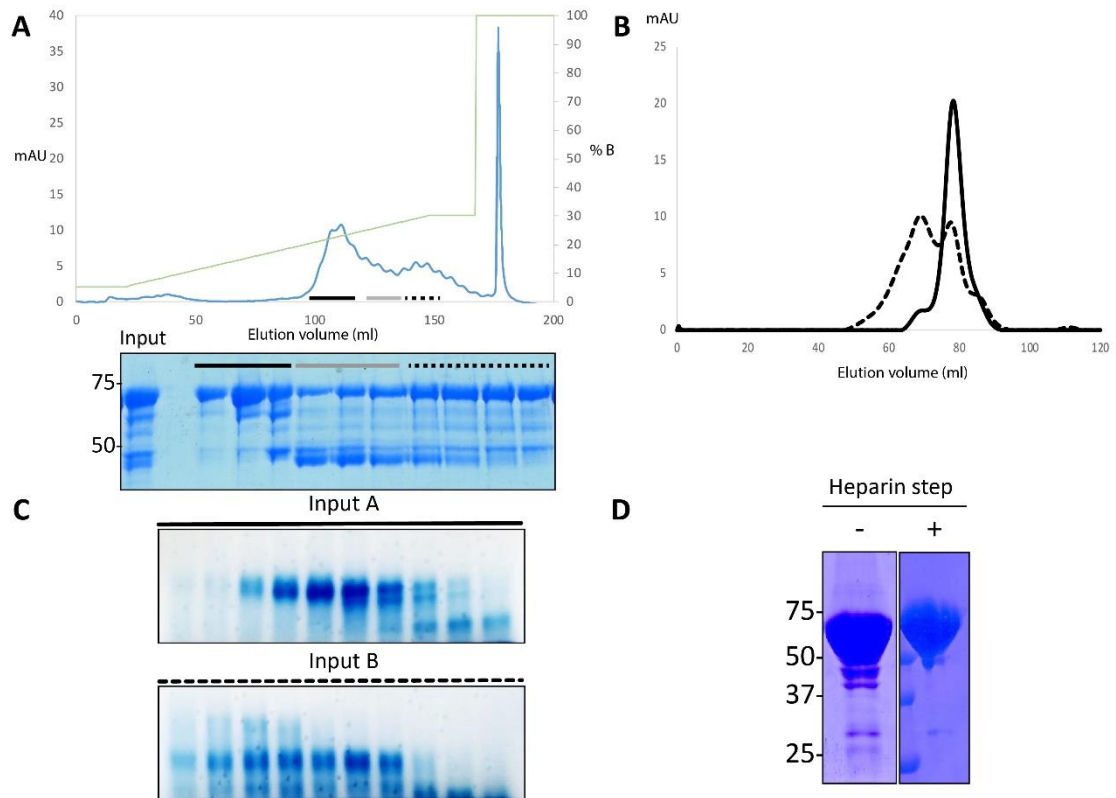 A
40
35
30
25
mAU 20
15
10
5
0
0 50 100 150 200
Elution volume (ml)
100
90
80
70
60
50
40
30
20
10
0
% B
Input
75-
50-
B
mAU
25
20
15
10
5
0
0 20 40 60 80 100 120
Elution volume (ml)
C
Input A
Input B
D
Heparin step
- +
75-
50-
37-
25-